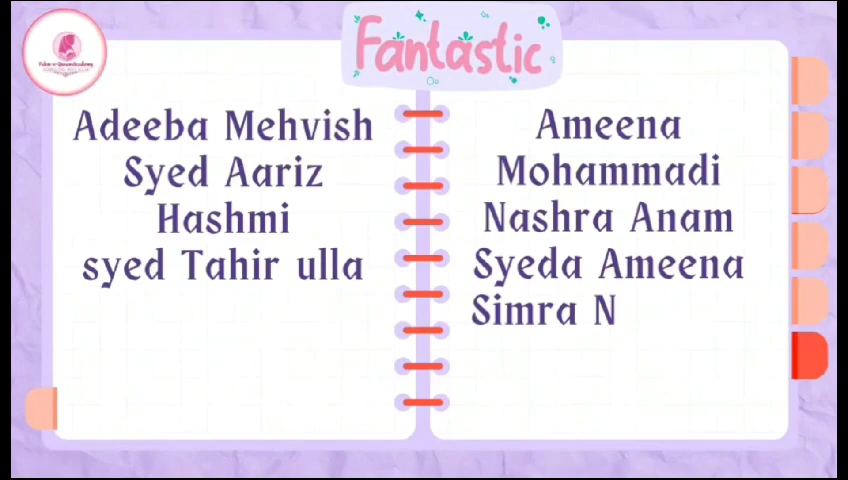 Fantastic
Adeeba Mehvish
Syed Aariz
Hashmi
syed Tahir ulla
Ameena
Mohammadi
Nashra Anam
Syeda Ameena
Simra N